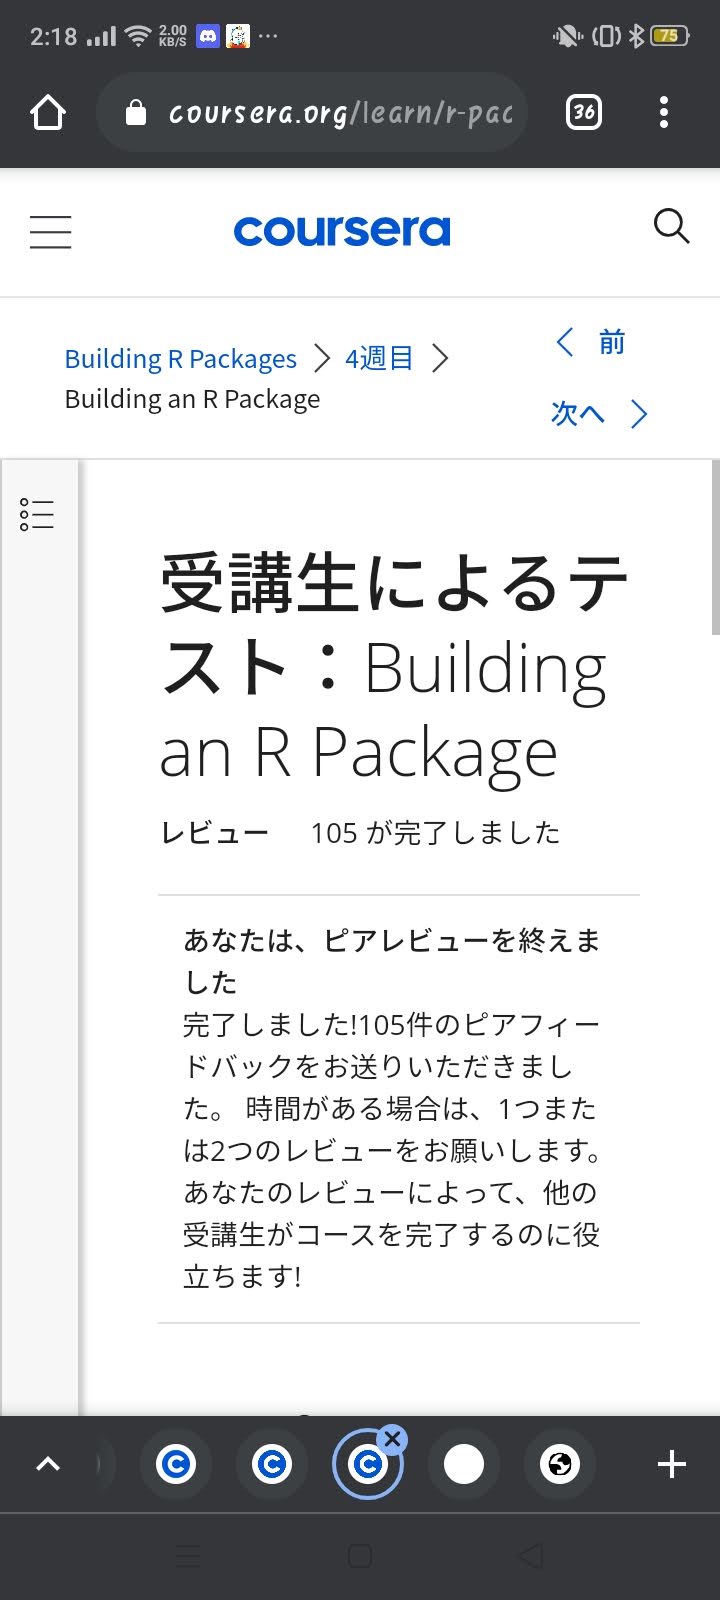 2:18
2.00
KB/S
75
coursera.org/learn/r-pac
36
coursera
Building R Packages
4週目
Building an R Package
前
次へ
受講生によるテ
スト：Building
an R Package
レビュー 105 が完了しました
あなたは、ピアレビューを終えま
した
完了しました!105件のピアフィー
ドバックをお送りいただきまし
た。 時間がある場合は、1つまた
は2つのレビューをお願いします。
あなたのレビューによって、他の
受講生がコースを完了するのに役
立ちます!